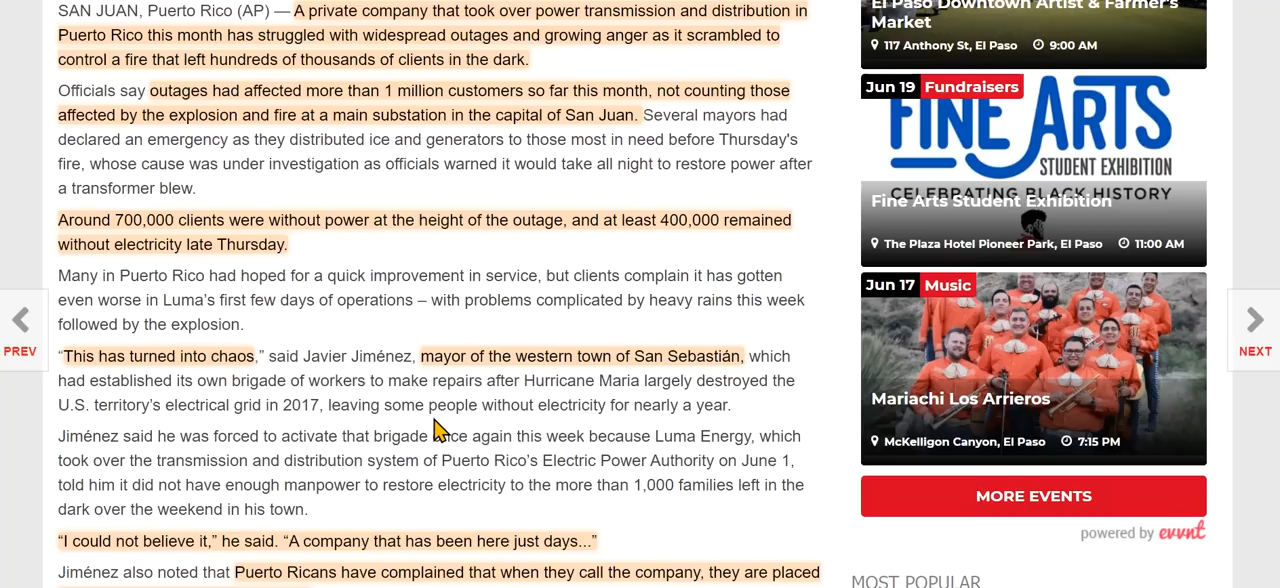 SAN JUAN, Puerto Rico (AP) — A private company that took over power transmission and distribution in
Puerto Rico this month has struggled with widespread outages and growing anger as it scrambled to
control a fire that left hundreds of thousands of clients in the dark.
Officials say outages had affected more than 1 million customers so far this month, not counting those
affected by the explosion and fire at a main substation in the capital of San Juan. Several mayors had
declared an emergency as they distributed ice and generators to those most in need before Thursday's
fire, whose cause was under investigation as officials warned it would take all night to restore power after
a transformer blew.
Around 700,000 clients were without power at the height of the outage, and at least 400,000 remained
without electricity late Thursday.
Many in Puerto Rico had hoped for a quick improvement in service, but clients complain it has gotten
even worse in Luma’s first few days of operations – with problems complicated by heavy rains this week
followed by the explosion.
“This has turned into chaos,” said Javier Jiménez, mayor of the western town of San Sebastián, which
had established its own brigade of workers to make repairs after Hurricane Maria largely destroyed the
U.S. territory’s electrical grid in 2017, leaving some people without electricity for nearly a year.
Jiménez said he was forced to activate that brigade once again this week because Luma Energy, which
took over the transmission and distribution system of Puerto Rico’s Electric Power Authority on June 1,
told him it did not have enough manpower to restore electricity to the more than 1,000 families left in the
dark over the weekend in his town.
“I could not believe it,” he said. “A company that has been here just days...”
Jiménez also noted that Puerto Ricans have complained that when they call the company, they are placed
PREV
NEXT
El Paso Downtown Artist & Farmer's
Market
117 Anthony St, El Paso 9:00 AM
Jun 19 Fundraisers
FINE ARTS
STUDENT EXHIBITION
CELEBRATING BLACK HISTORY
Fine Arts Student Exhibition
The Plaza Hotel Pioneer Park, El Paso 11:00 AM
Jun 17 Music
Mariachi Los Arrieros
McKelligon Canyon, El Paso 7:15 PM
MORE EVENTS
powered by evvnt
MOST POPULAR